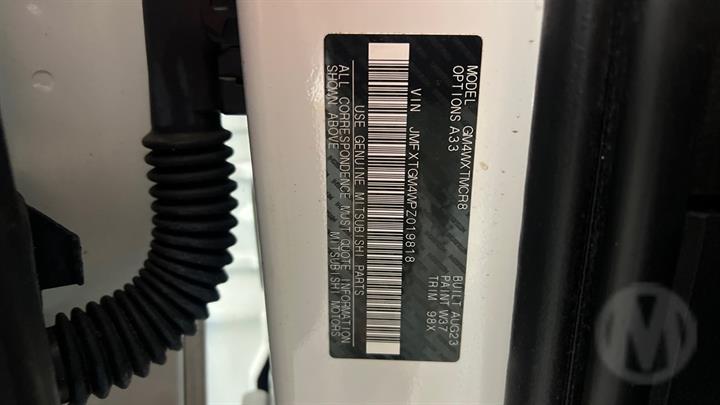 MODEL GM4WXTMCR8
OPTIONS A33
BUILT AUG23
PAINT W37
TRIM 98X
VIN JMFXTGM4WPZ019818
USE GENUINE MITSUBISHI PARTS
ALL CORRESPONDENCE MUST QUOTE INFORMATION
SHOWN ABOVE MITSUBISHI MOTORS
M